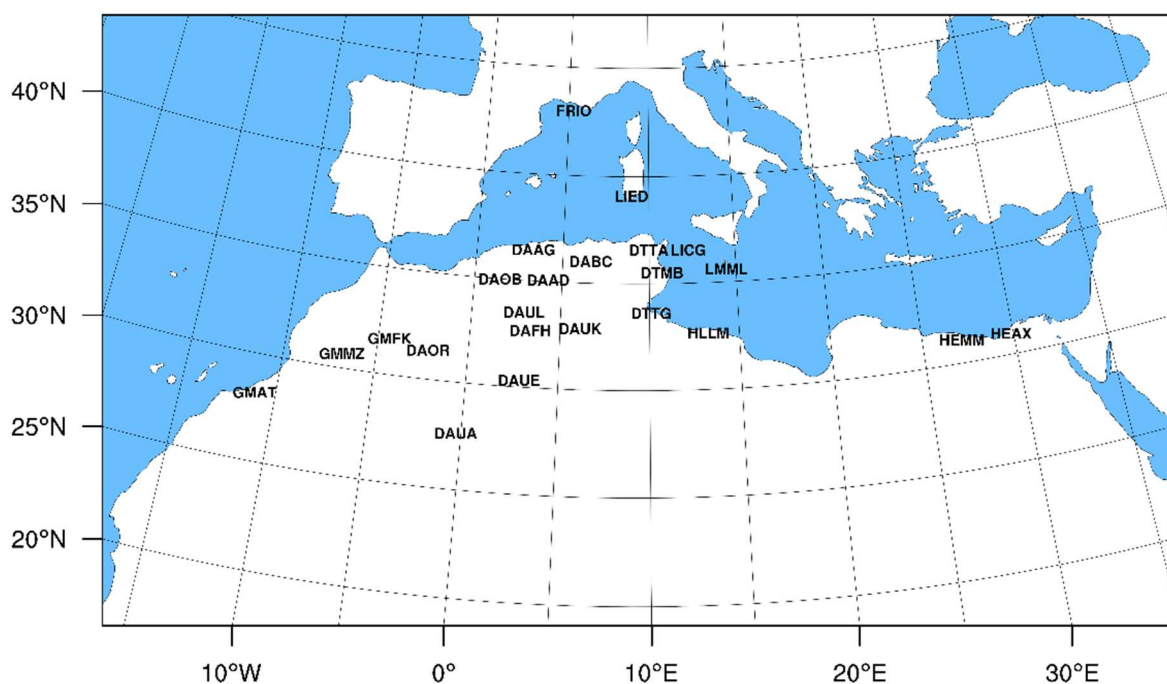 40°N
FRIO
35°N
LIED
DAAG
DTTA
LICG
DABC
DTMB
LMML
DAOB
DAAD
30°N
DAUL
DTTG
DAFH
DAUK
HLLM
GMFK
HEMM
HEAX
GMMZ
DAOR
DAUE
GMAT
25°N
DAUA
20°N
10°W
0°
10°E
20°E
30°E